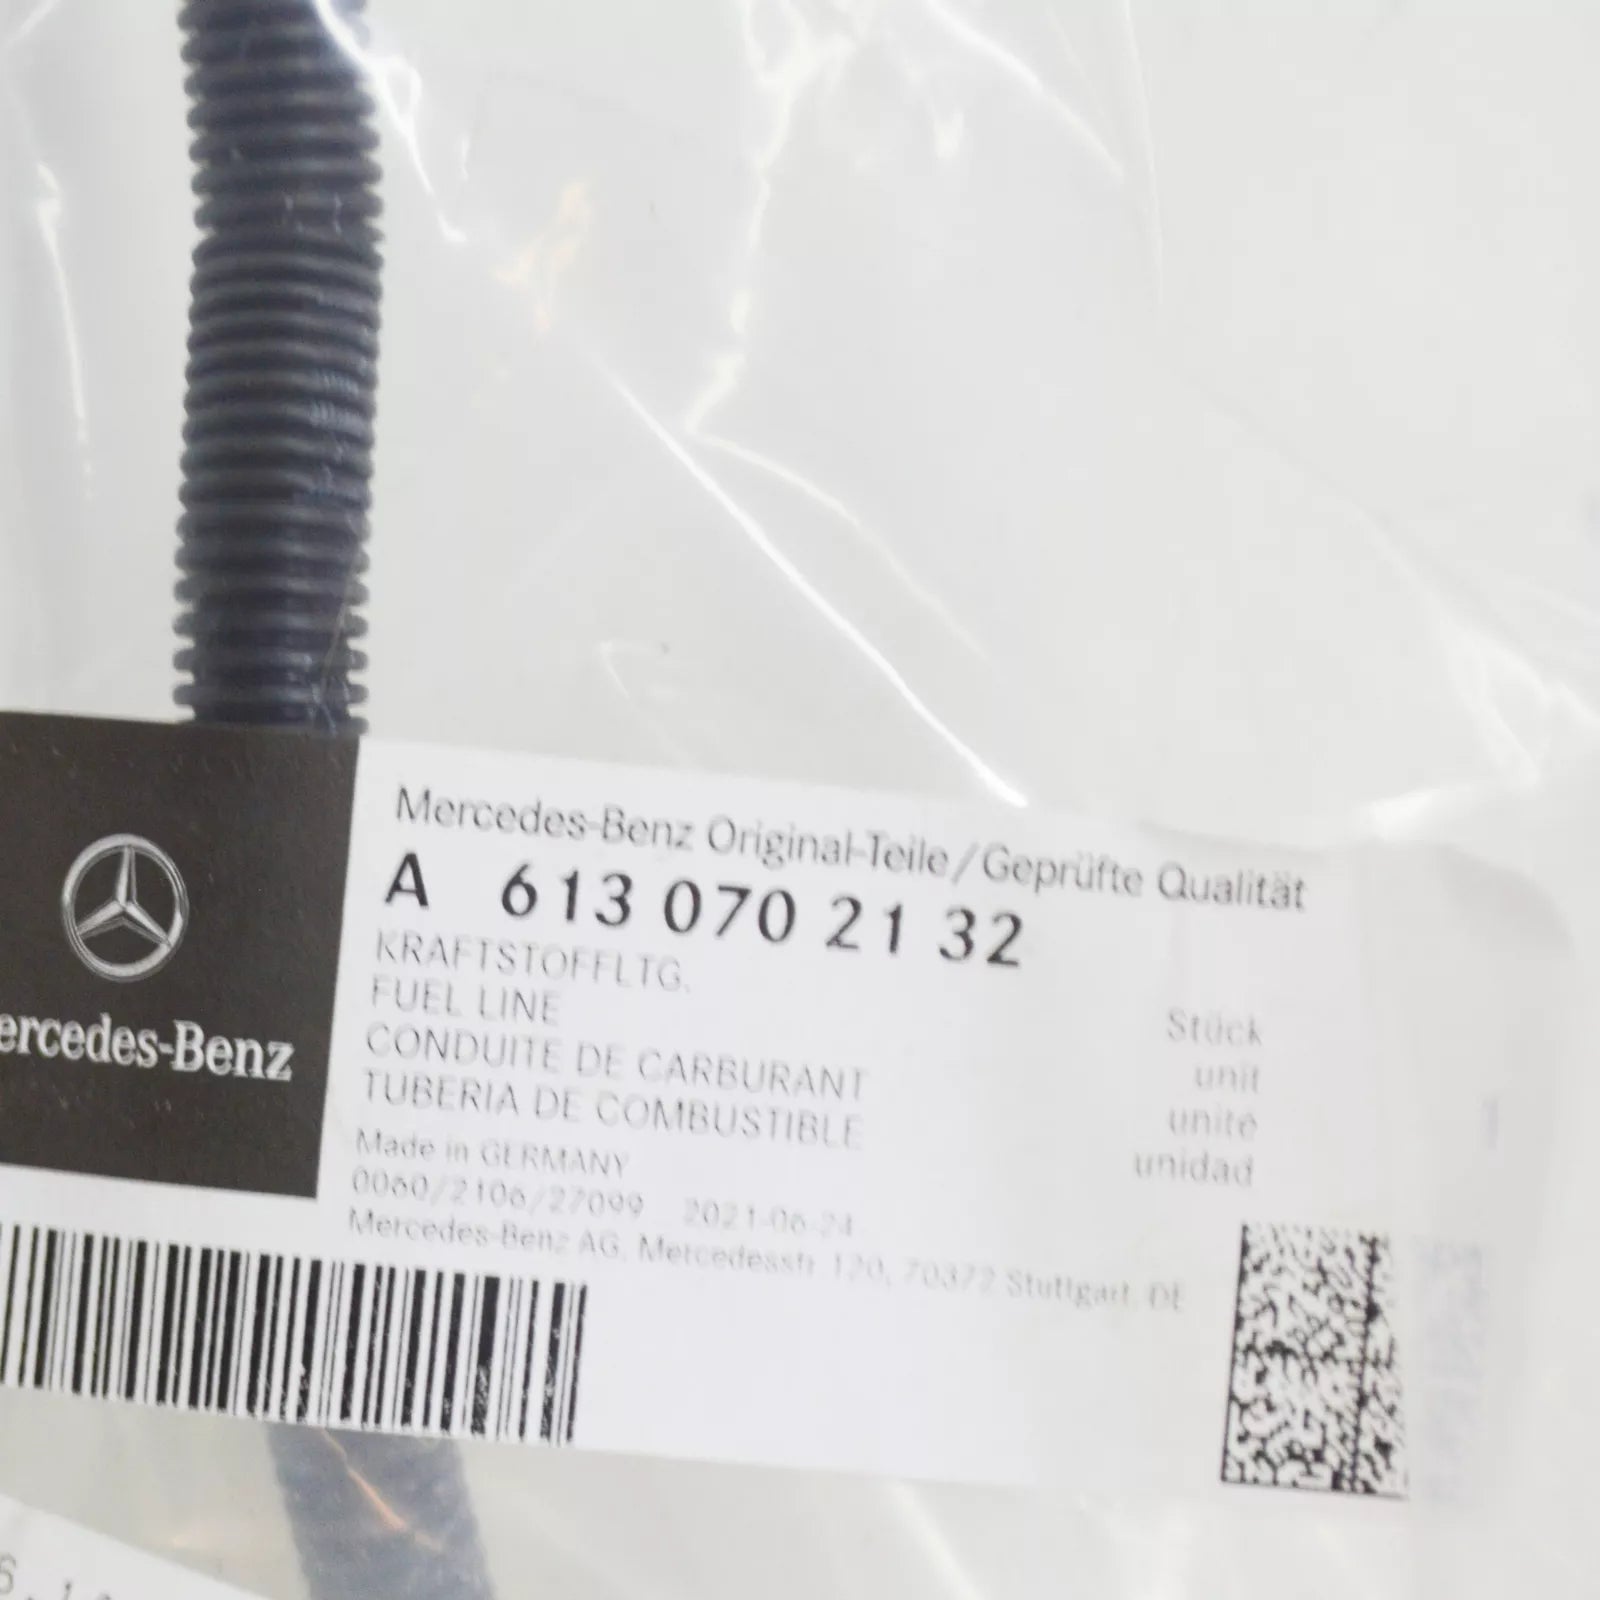 Mercedes-Benz Original-Teile/Geprüfte Qualität
A 613 070 21 32
KRAFTSTOFFLTG.
FUEL LINE
CONDUITE DE CARBURANT
TUBERIA DE COMBUSTIBLE
Stück
unit
unité
unidad
1
Made in GERMANY
0060/2106/27099 2021-06-24
Mercedes-Benz AG, Mercedesstr 120, 70372 Stuttgart, DE
ercedes-Benz